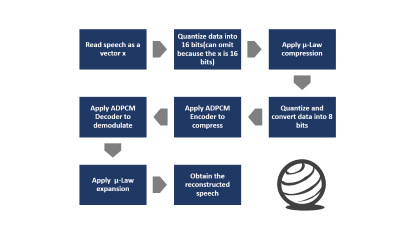 Read speech as a
vector x
Quantize data into
16 bits(can omit
because the x is 16
bits)
Apply μ-Law
compression
Quantize and
convert data into 8
bits
Apply ADPCM
Encoder to
compress
Apply ADPCM
Decoder to
demodulate
Apply μ-Law
expansion
Obtain the
reconstructed
speech